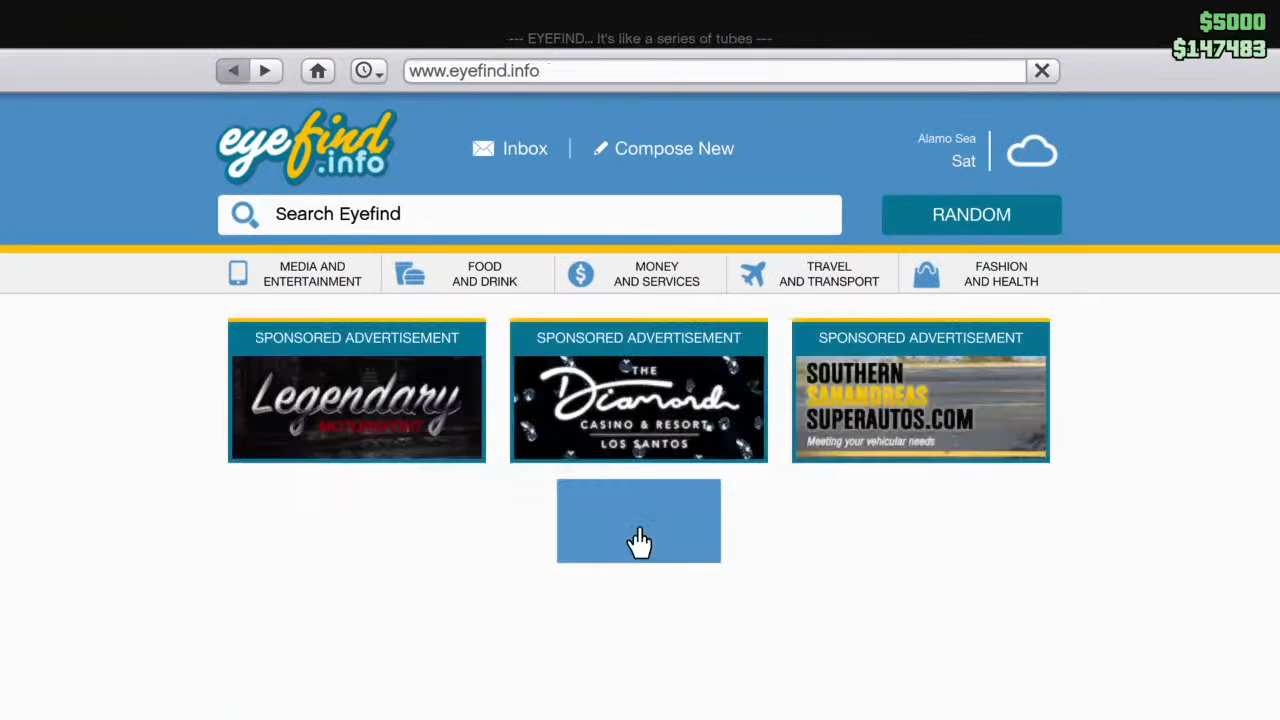 $5000
--- EYEFIND... It's like a series of tubes ---
$147483
www.eyefind.info
eyefind
.info
Inbox
Compose New
Alamo Sea
Sat
Search Eyefind
RANDOM
MEDIA AND
ENTERTAINMENT
FOOD
AND DRINK
MONEY
AND SERVICES
TRAVEL
AND TRANSPORT
FASHION
AND HEALTH
SPONSORED ADVERTISEMENT
Legendary
MOTORSPORT
SPONSORED ADVERTISEMENT
THE
Diamond
CASINO & RESORT
LOS SANTOS
SPONSORED ADVERTISEMENT
SOUTHERN
SANANDREAS
SUPERAUTOS.COM
Meeting your vehicular needs